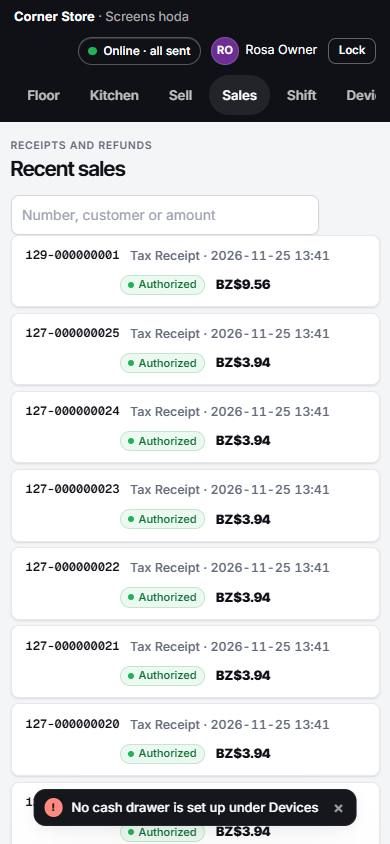 Corner Store · Screens hoda
Online · all sent
RO
Rosa Owner
Lock
Floor Kitchen Sell Sales Shift
RECEIPTS AND REFUNDS
Recent sales
Number, customer or amount
129-000000001 Tax Receipt · 2026-11-25 13:41
Authorized BZ$9.56
127-000000025 Tax Receipt · 2026-11-25 13:41
Authorized BZ$3.94
127-000000024 Tax Receipt · 2026-11-25 13:41
Authorized BZ$3.94
127-000000023 Tax Receipt · 2026-11-25 13:41
Authorized BZ$3.94
127-000000022 Tax Receipt · 2026-11-25 13:41
Authorized BZ$3.94
127-000000021 Tax Receipt · 2026-11-25 13:41
Authorized BZ$3.94
127-000000020 Tax Receipt · 2026-11-25 13:41
Authorized BZ$3.94
! No cash drawer is set up under Devices ×
Authorized BZ$3.94